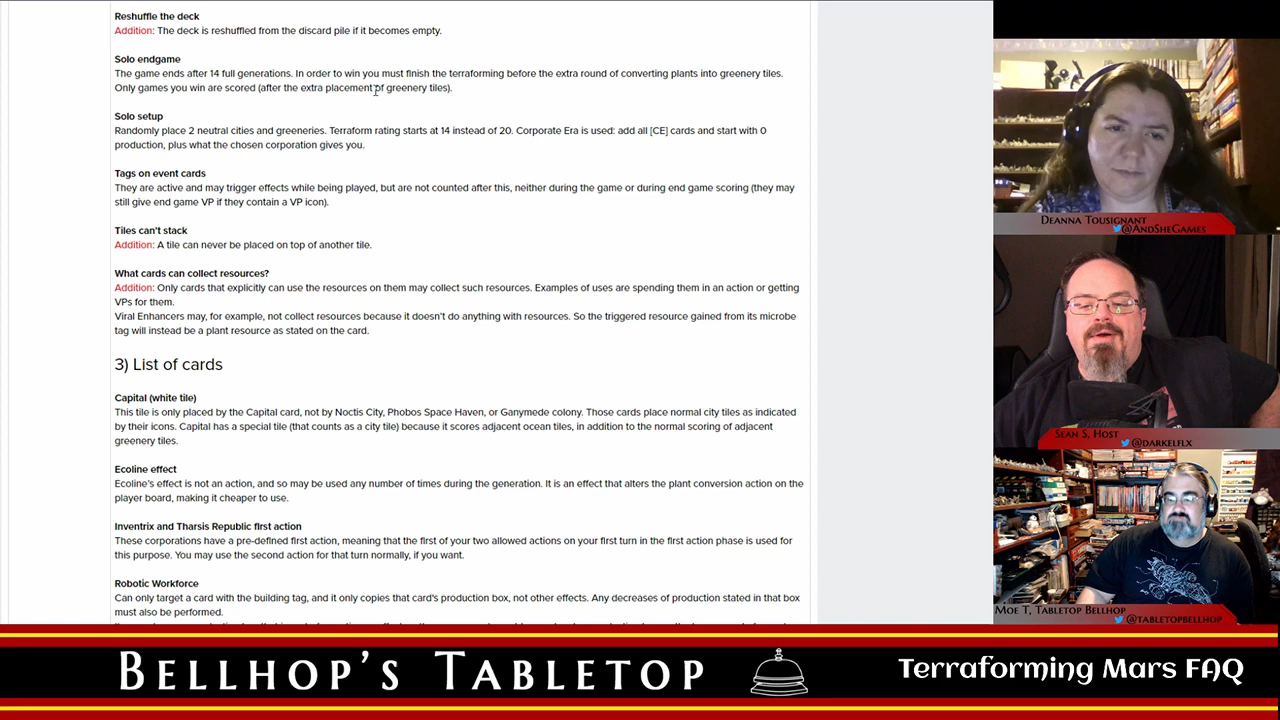 Reshuffle the deck
Addition: The deck is reshuffled from the discard pile if it becomes empty.
Solo endgame
The game ends after 14 full generations. In order to win you must finish the terraforming before the extra round of converting plants into greenery tiles.
Only games you win are scored (after the extra placement of greenery tiles).
Solo setup
Randomly place 2 neutral cities and greeneries. Terraform rating starts at 14 instead of 20. Corporate Era is used: add all [CE] cards and start with 0
production, plus what the chosen corporation gives you.
Tags on event cards
They are active and may trigger effects while being played, but are not counted after this, neither during the game or during end game scoring (they may
still give end game VP if they contain a VP icon).
Tiles can't stack
Addition: A tile can never be placed on top of another tile.
What cards can collect resources?
Addition: Only cards that explicitly can use the resources on them may collect such resources. Examples of uses are spending them in an action or getting
VPs for them.
Viral Enhancers may, for example, not collect resources because it doesn't do anything with resources. So the triggered resource gained from its microbe
tag will instead be a plant resource as stated on the card.
3) List of cards
Capital (white tile)
This tile is only placed by the Capital card, not by Noctis City, Phobos Space Haven, or Ganymede colony. Those cards place normal city tiles as indicated
by their icons. Capital has a special tile (that counts as a city tile) because it scores adjacent ocean tiles, in addition to the normal scoring of adjacent
greenery tiles.
Ecoline effect
Ecoline's effect is not an action, and so may be used any number of times during the generation. It is an effect that alters the plant conversion action on the
player board, making it cheaper to use.
Inventrix and Tharsis Republic first action
These corporations have a pre-defined first action, meaning that the first of your two allowed actions on your first turn in the first action phase is used for
this purpose. You may use the second action for that turn normally, if you want.
Robotic Workforce
Can only target a card with the building tag, and it only copies that card's production box, not other effects. Any decreases of production stated in that box
must also be performed.
Deanna Tousignant
@AndSheGames
Sean S, Host
@DarkelfLX
Moe T, Tabletop Bellhop
@TabletopBellhop
Bellhop's Tabletop
Terraforming Mars FAQ